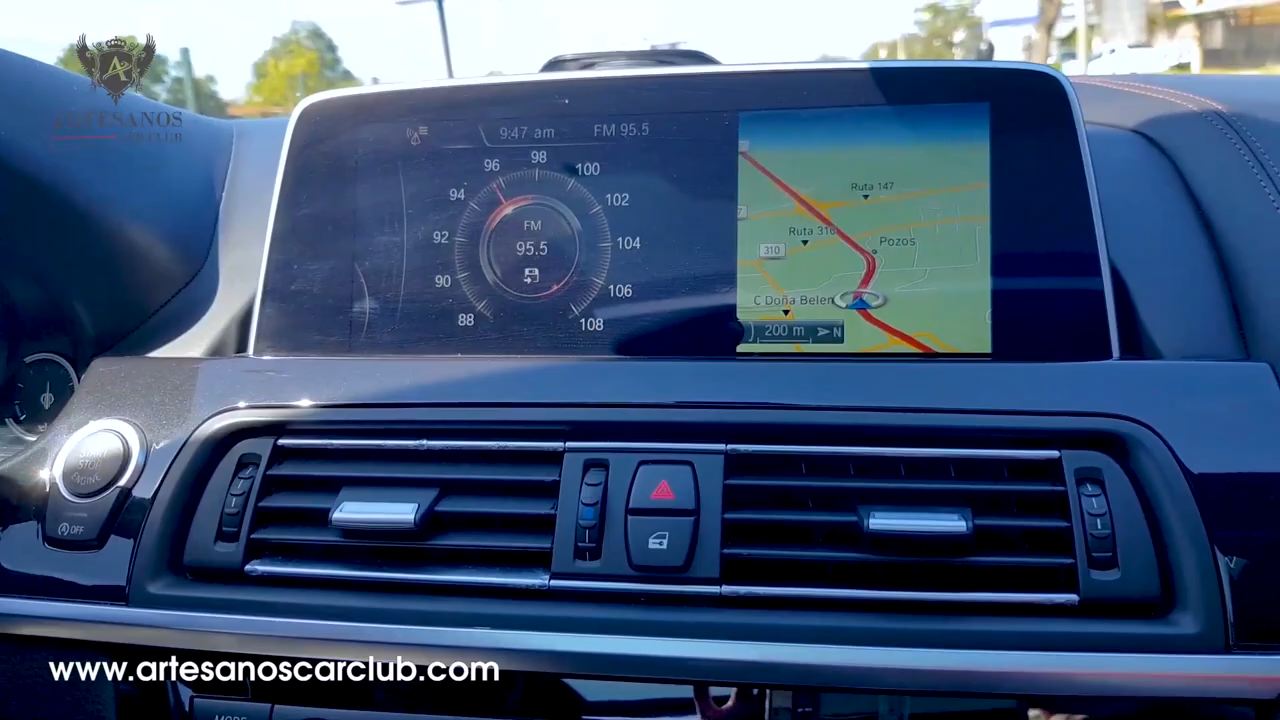 ARTESANOS
CAR CLUB
9:47 am
FM 95.5
96
98
100
94
102
92
104
90
106
88
108
FM
95.5
Ruta 147
Ruta 310
310
Pozos
C Doña Belen
200 m
N
START
STOP
ENGINE
OFF
www.artesanoscarclub.com